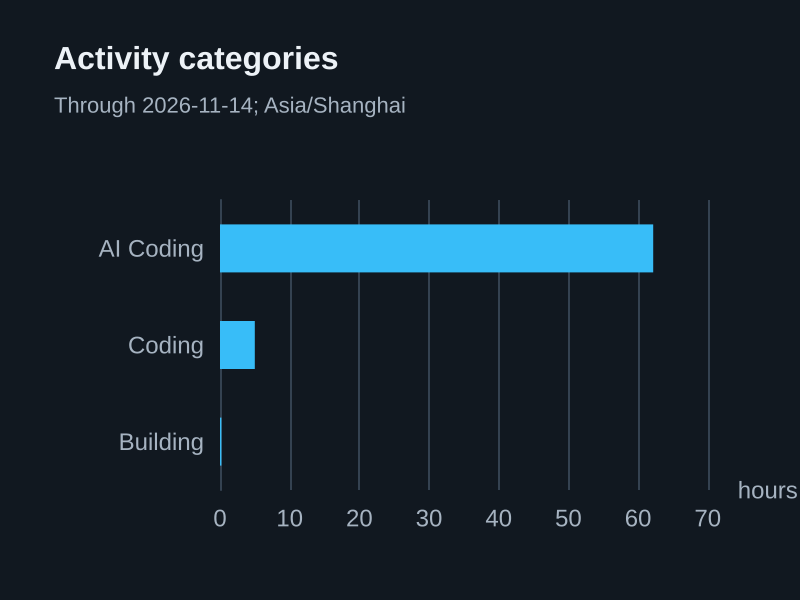 Activity categories
Through 2026-11-14; Asia/Shanghai
AI Coding
Coding
Building
hours
0 10 20 30 40 50 60 70